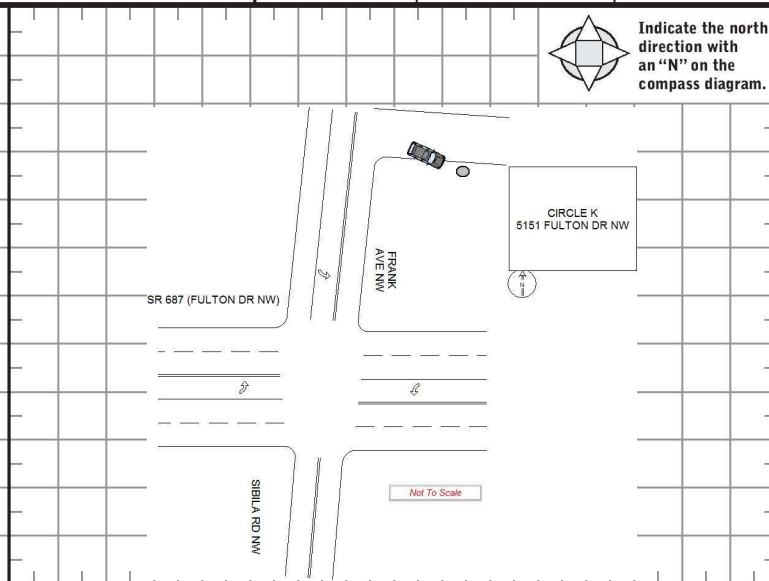 Indicate the north
direction with
an “N” on the
compass diagram.
CIRCLE K
5151 FULTON DR NW
FRANK
AVE NW
N
SR 687 (FULTON DR NW)
SIBILA RD NW
Not To Scale